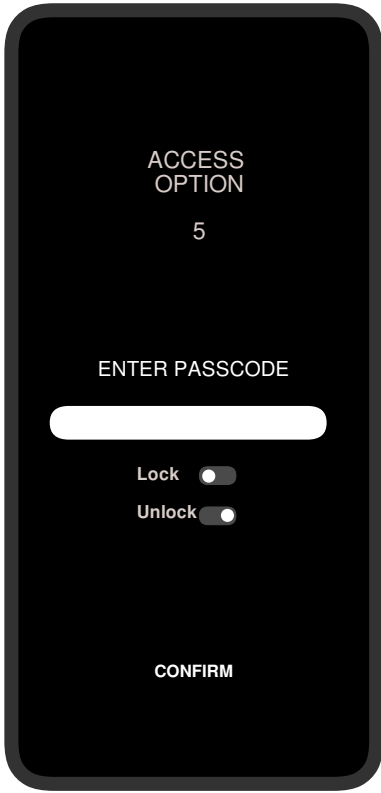 ACCESS
OPTION
5
ENTER PASSCODE
Lock
Unlock
CONFIRM